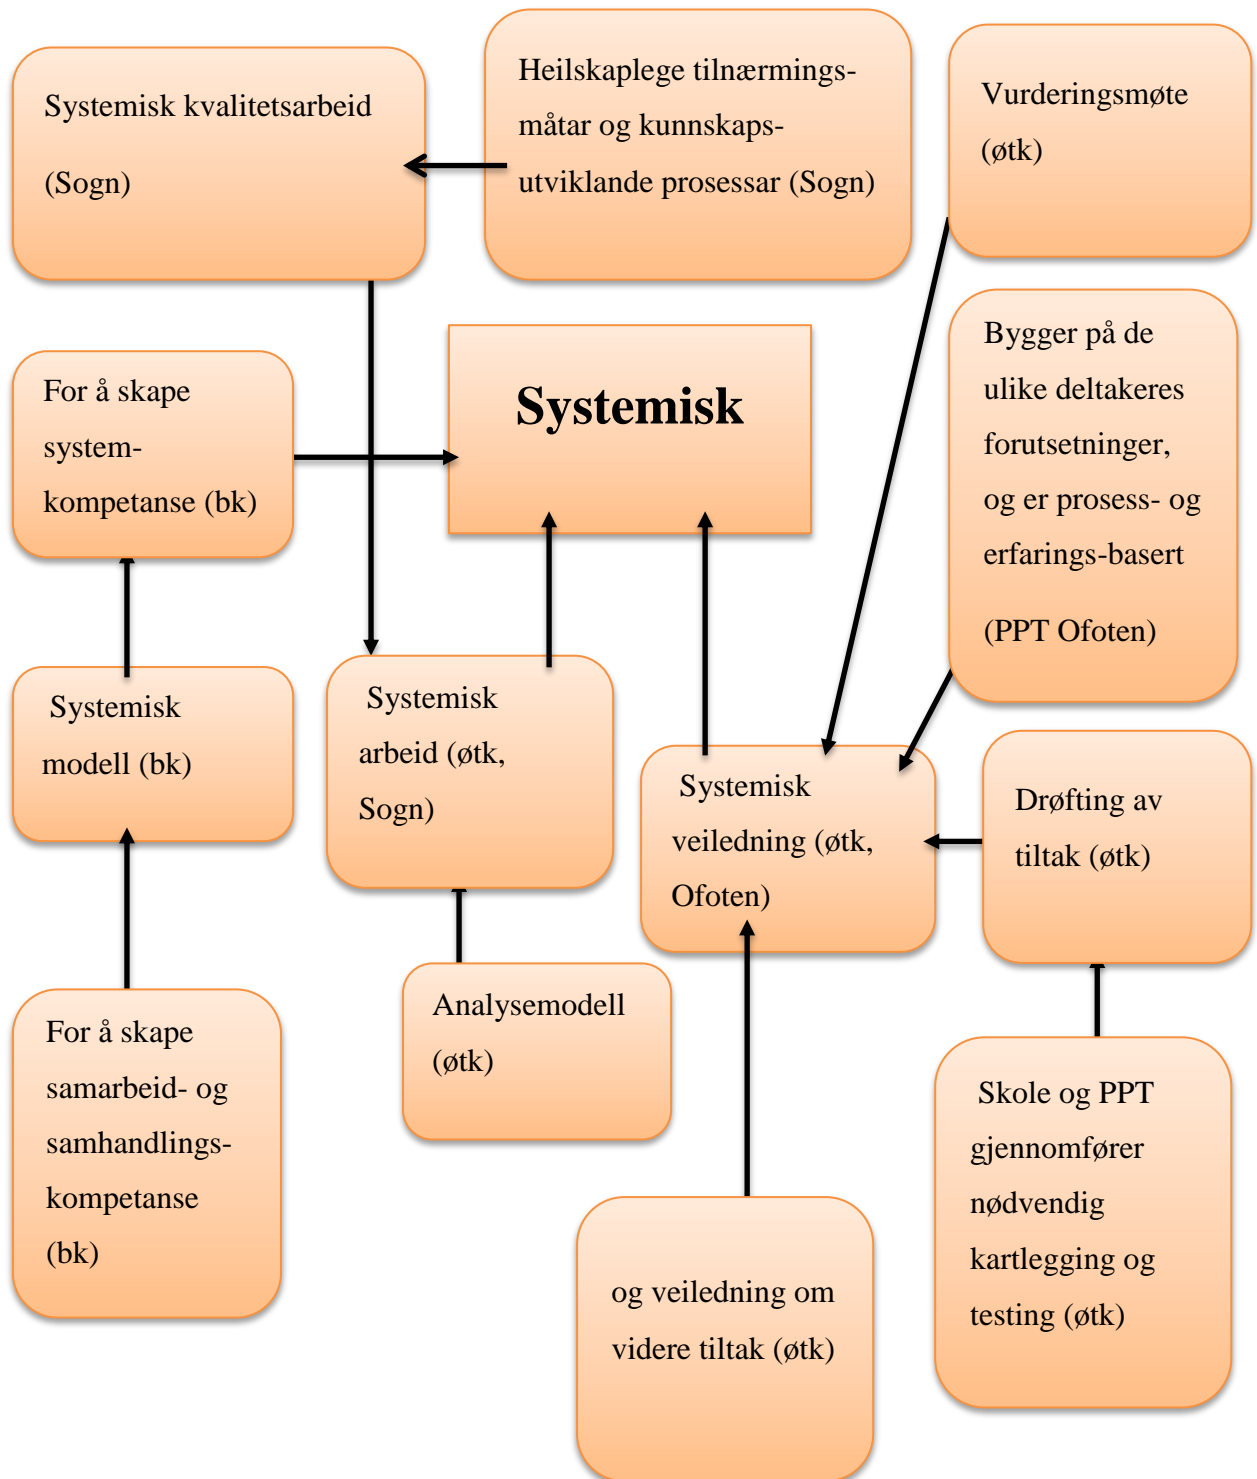 Systemisk kvalitetsarbeid
(Sogn)
Heilskaplege tilnærmings-
måtar og kunnskaps-
utviklande prosessar (Sogn)
Vurderingsmøte
(øtk)
For å skape
system-
kompetanse (bk)
Systemisk
Bygger på de
ulike deltakeres
forutsetninger,
og er prosess- og
erfarings-basert
(PPT Ofoten)
Systemisk
modell (bk)
Systemisk
arbeid (øtk,
Sogn)
Systemisk
veiledning (øtk,
Ofoten)
Drøfting av
tiltak (øtk)
For å skape
samarbeid- og
samhandlings-
kompetanse
(bk)
Analysemodell
(øtk)
og veiledning om
videre tiltak (øtk)
Skole og PPT
gjennomfører
nødvendig
kartlegging og
testing (øtk)